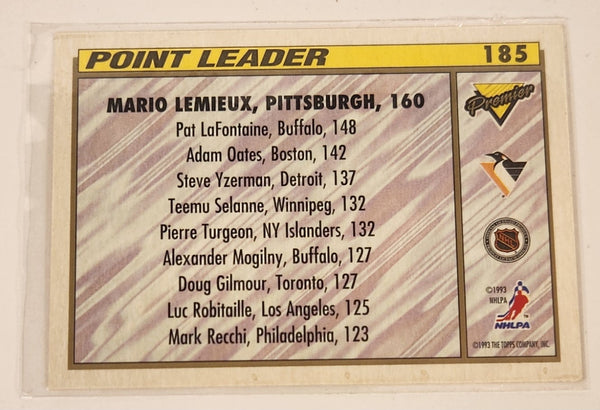 POINT LEADER 185
MARIO LEMIEUX, PITTSBURGH, 160
Pat LaFontaine, Buffalo, 148
Adam Oates, Boston, 142
Steve Yzerman, Detroit, 137
Teemu Selanne, Winnipeg, 132
Pierre Turgeon, NY Islanders, 132
Alexander Mogilny, Buffalo, 127
Doug Gilmour, Toronto, 127
Luc Robitaille, Los Angeles, 125
Mark Recchi, Philadelphia, 123
Premier
©1993
NHLPA
NHLPA
©1993 THE TOPPS COMPANY, INC.